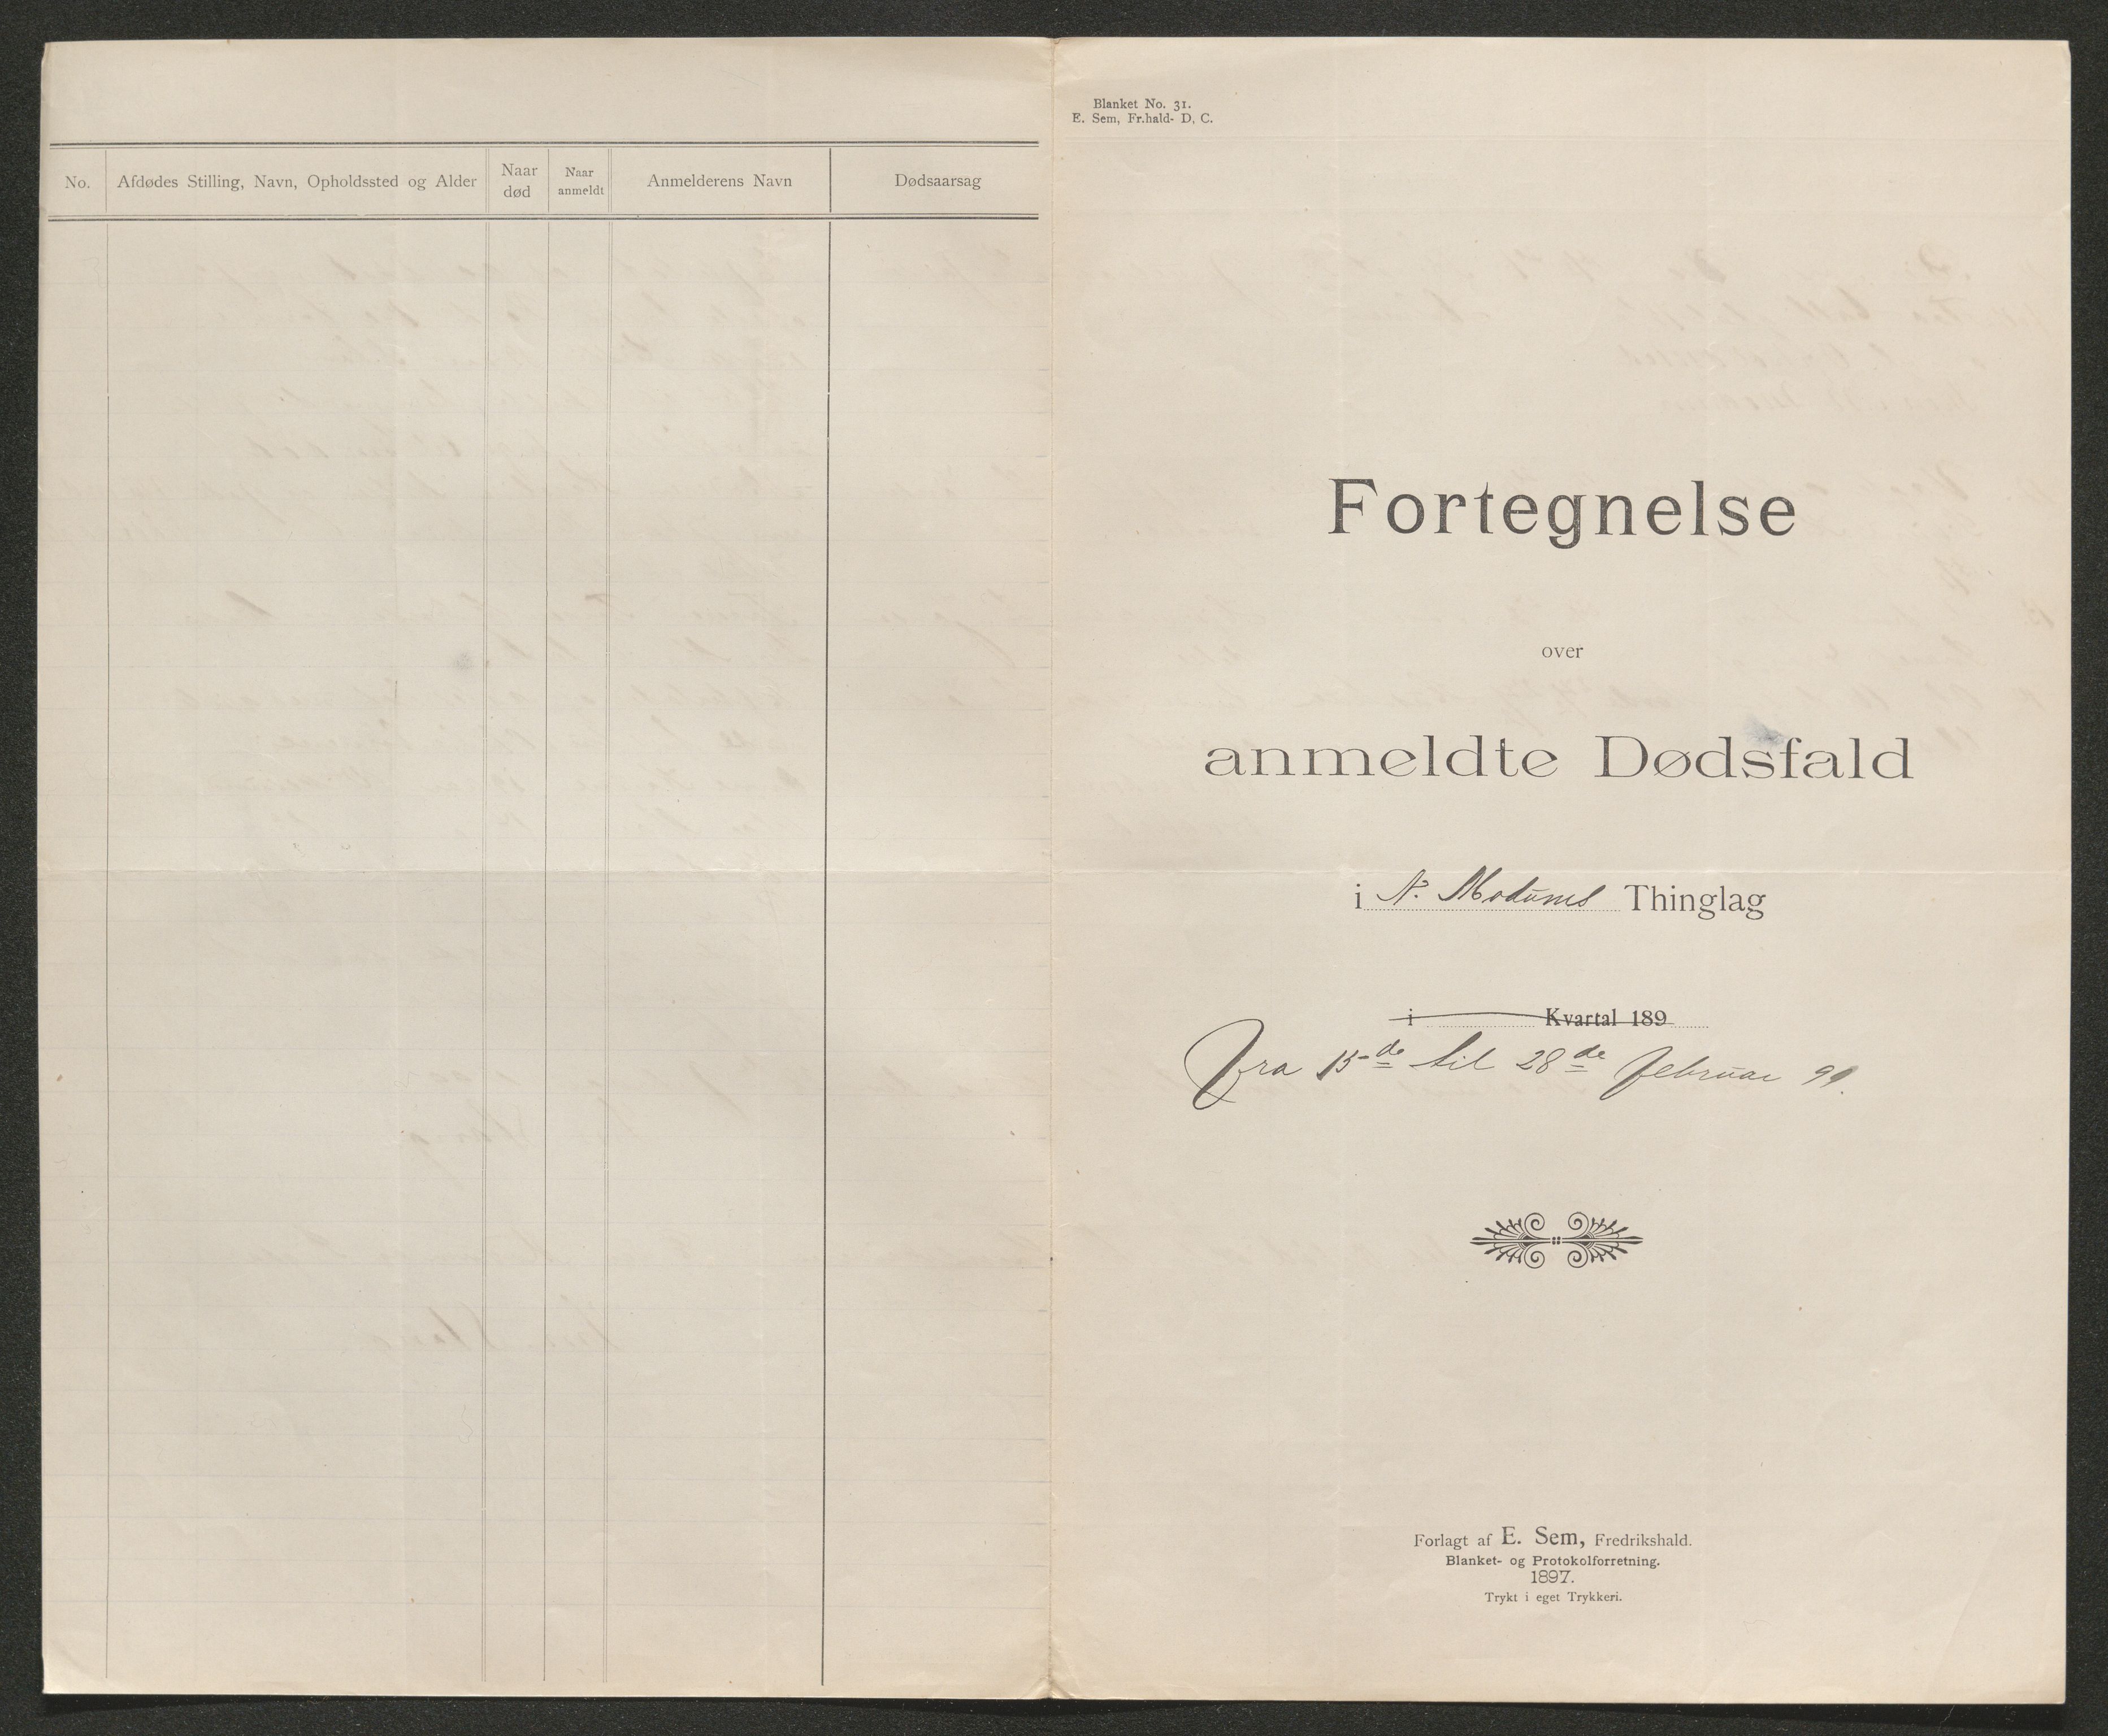 No.
Afdødes Stilling, Navn, Opholdssted og Alder
Naar
død
Naar
anmeldt
Anmelderens Navn
Dødsaarsag
Blanket No. 31.
E. Sem, Fr.hald- D, C.
Fortegnelse
over
anmeldte Dødsfald
i N. Modums Thinglag
i Kvartal 189
Fra 15de til 28de februar 99.
Forlagt af E. Sem, Fredrikshald.
Blanket- og Protokolforretning.
1897.
Trykt i eget Trykkeri.